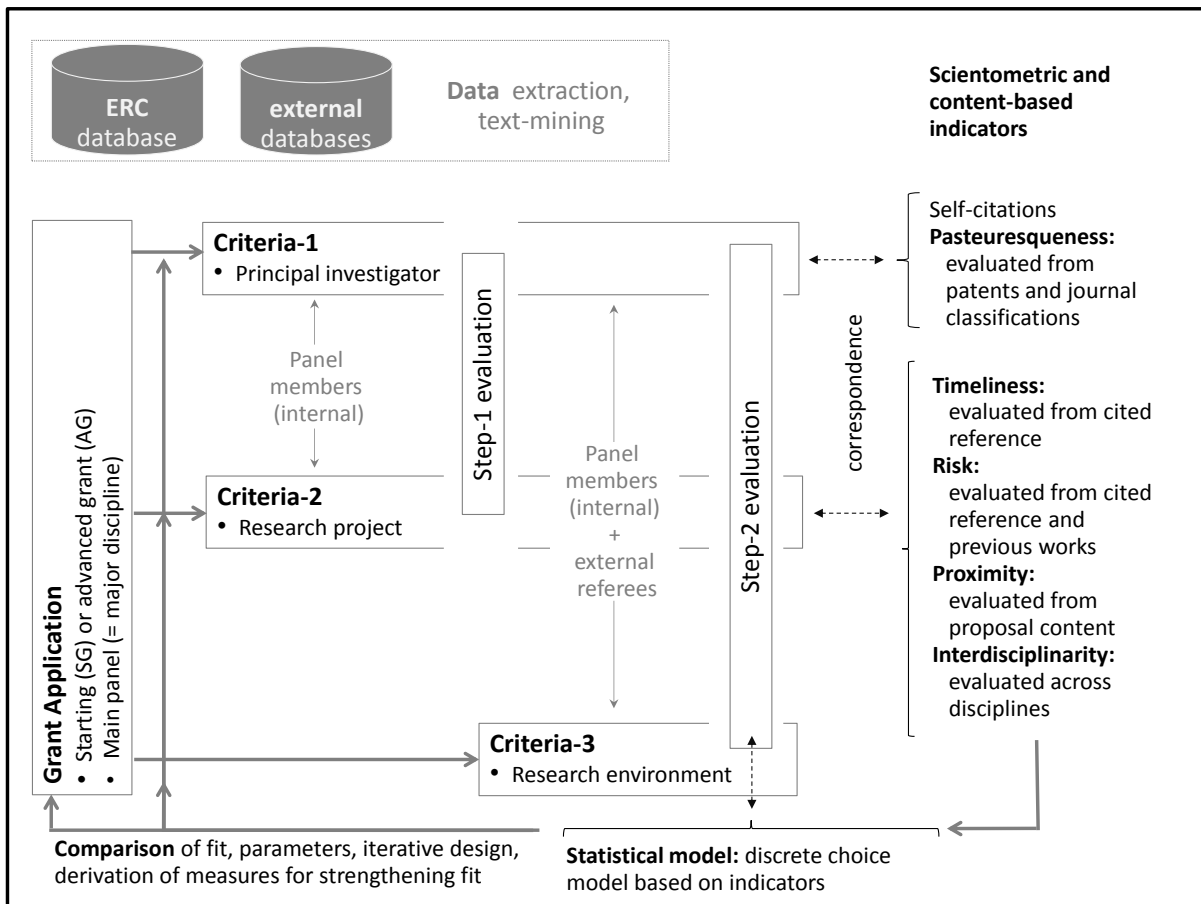 ERC
database
external
databases
Data extraction,
text-mining
Scientometric and
content-based
indicators
Grant Application
• Starting (SG) or advanced grant (AG)
• Main panel (= major discipline)
Criteria-1
• Principal investigator
Panel
members
(internal)
Criteria-2
• Research project
Step-1 evaluation
Panel
members
(internal)
+
external
referees
Step-2 evaluation
Criteria-3
• Research environment
correspondence
Self-citations
Pasteuresqueness:
evaluated from
patents and journal
classifications
Timeliness:
evaluated from cited
reference
Risk:
evaluated from cited
reference and
previous works
Proximity:
evaluated from
proposal content
Interdisciplinarity:
evaluated across
disciplines
Comparison of fit, parameters, iterative design,
derivation of measures for strengthening fit
Statistical model: discrete choice
model based on indicators